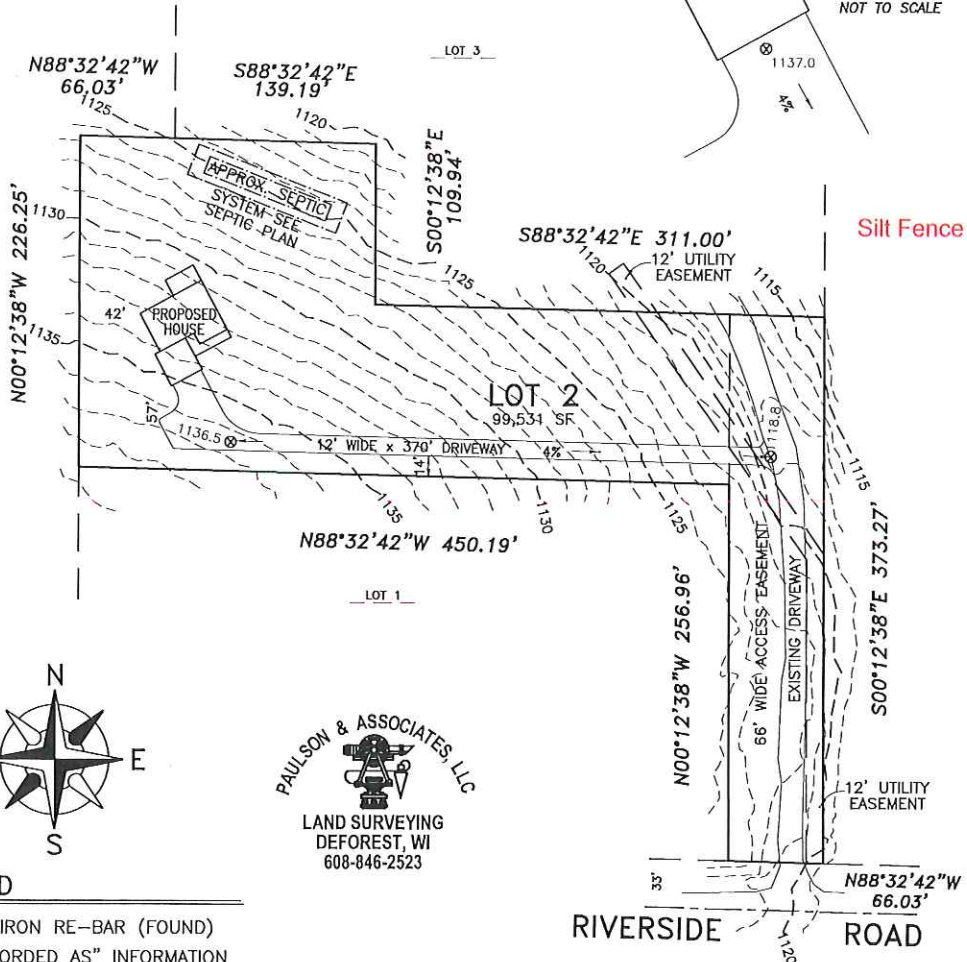 NOT TO SCALE
1137.0
4%
LOT 3
N88°32'42"W
66.03'
S88°32'42"E
139.19'
1125
1120
S00°12'38"E
109.94'
APPROX. SEPTIC
SYSTEM SEE
SEPTIC PLAN
N00°12'38"W 226.25'
1130
1125
S88°32'42"E 311.00'
1120
12' UTILITY
EASEMENT
1115
Silt Fence
42'
PROPOSED
HOUSE
1135
LOT 2
99,531 SF
57'
1136.5
12' WIDE x 370' DRIVEWAY
4%
14'
1118.8
1115
1135
1130
1125
N88°32'42"W 450.19'
LOT 1
N00°12'38"W 256.96'
66' WIDE ACCESS EASEMENT
EXISTING DRIVEWAY
S00°12'38"E 373.27'
12' UTILITY
EASEMENT
N
E
S
PAULSON & ASSOCIATES, LLC
LAND SURVEYING
DEFOREST, WI
608-846-2523
33'
N88°32'42"W
66.03'
RIVERSIDE ROAD
1120
D
IRON RE-BAR (FOUND)
ORDED AS" INFORMATION